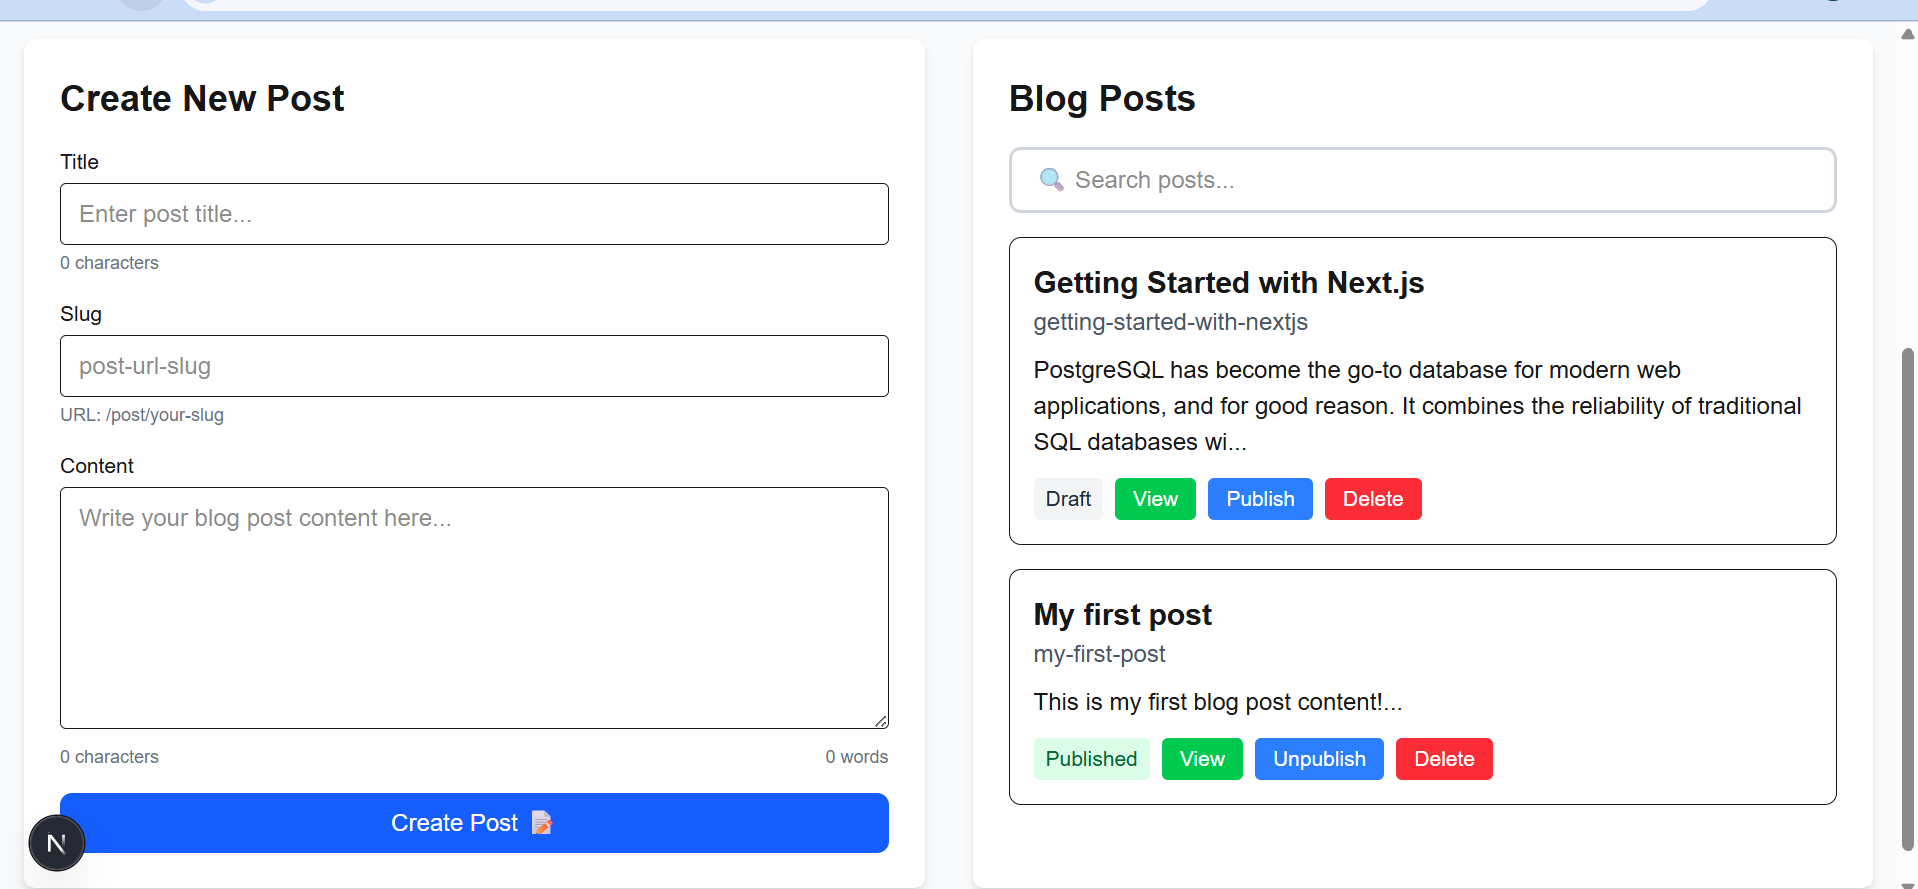 Create New Post
Title
Enter post title...
0 characters
Slug
post-url-slug
URL: /post/your-slug
Content
Write your blog post content here...
0 characters
0 words
Create Post 📝
N
Blog Posts
🔍 Search posts...
Getting Started with Next.js
getting-started-with-nextjs
PostgreSQL has become the go-to database for modern web
applications, and for good reason. It combines the reliability of traditional
SQL databases wi...
Draft View Publish Delete
My first post
my-first-post
This is my first blog post content!...
Published View Unpublish Delete